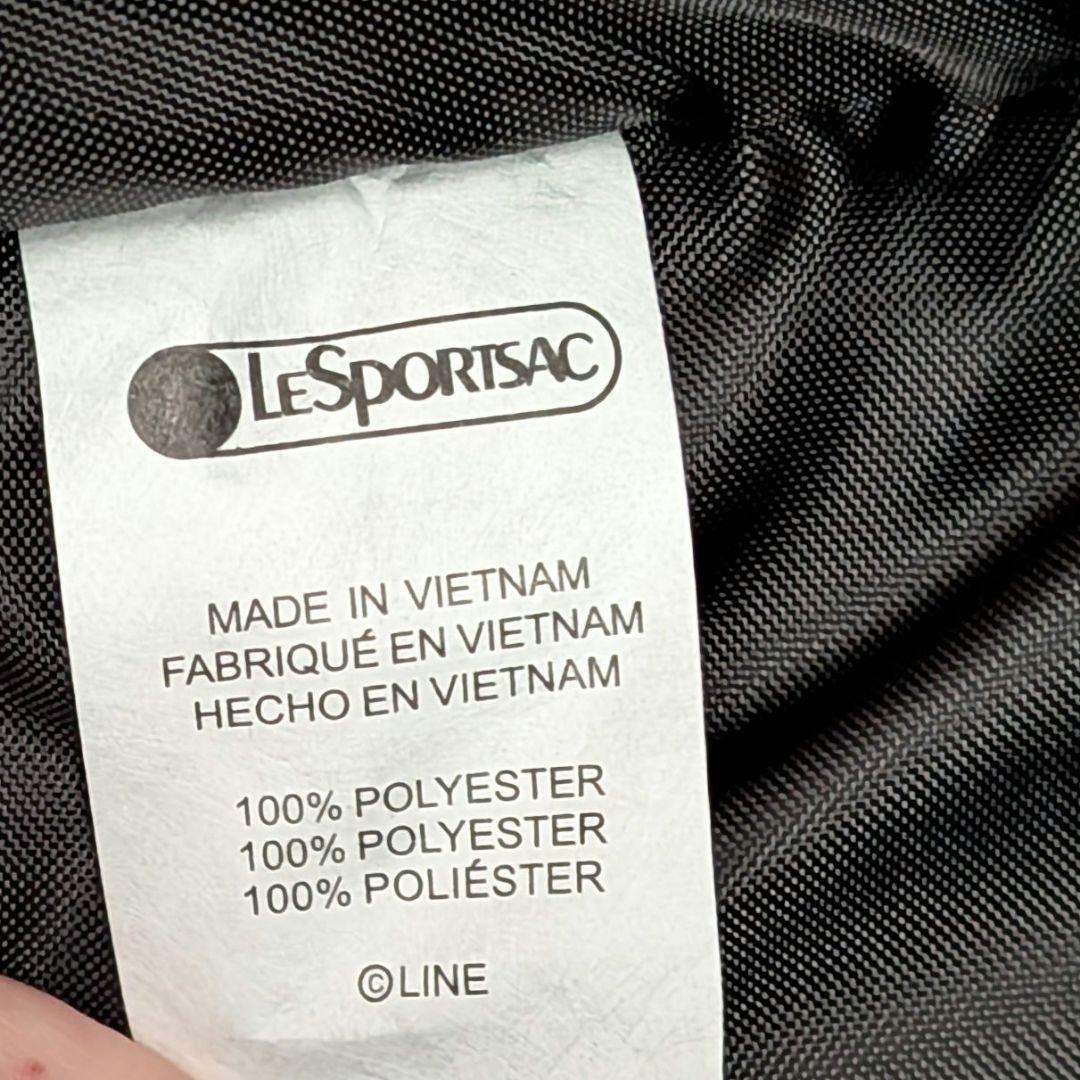 LESPORTSAC
MADE IN VIETNAM
FABRIQUÉ EN VIETNAM
HECHO EN VIETNAM
100% POLYESTER
100% POLYESTER
100% POLIÉSTER
©LINE